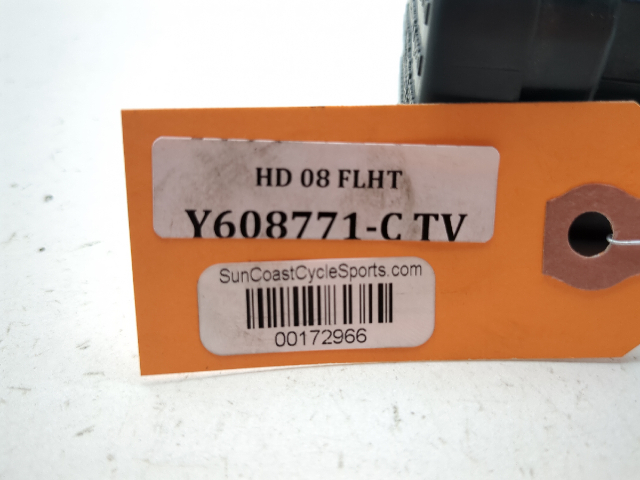 HD 08 FLHT
Y608771-C TV
SunCoastCycleSports.com
00172966